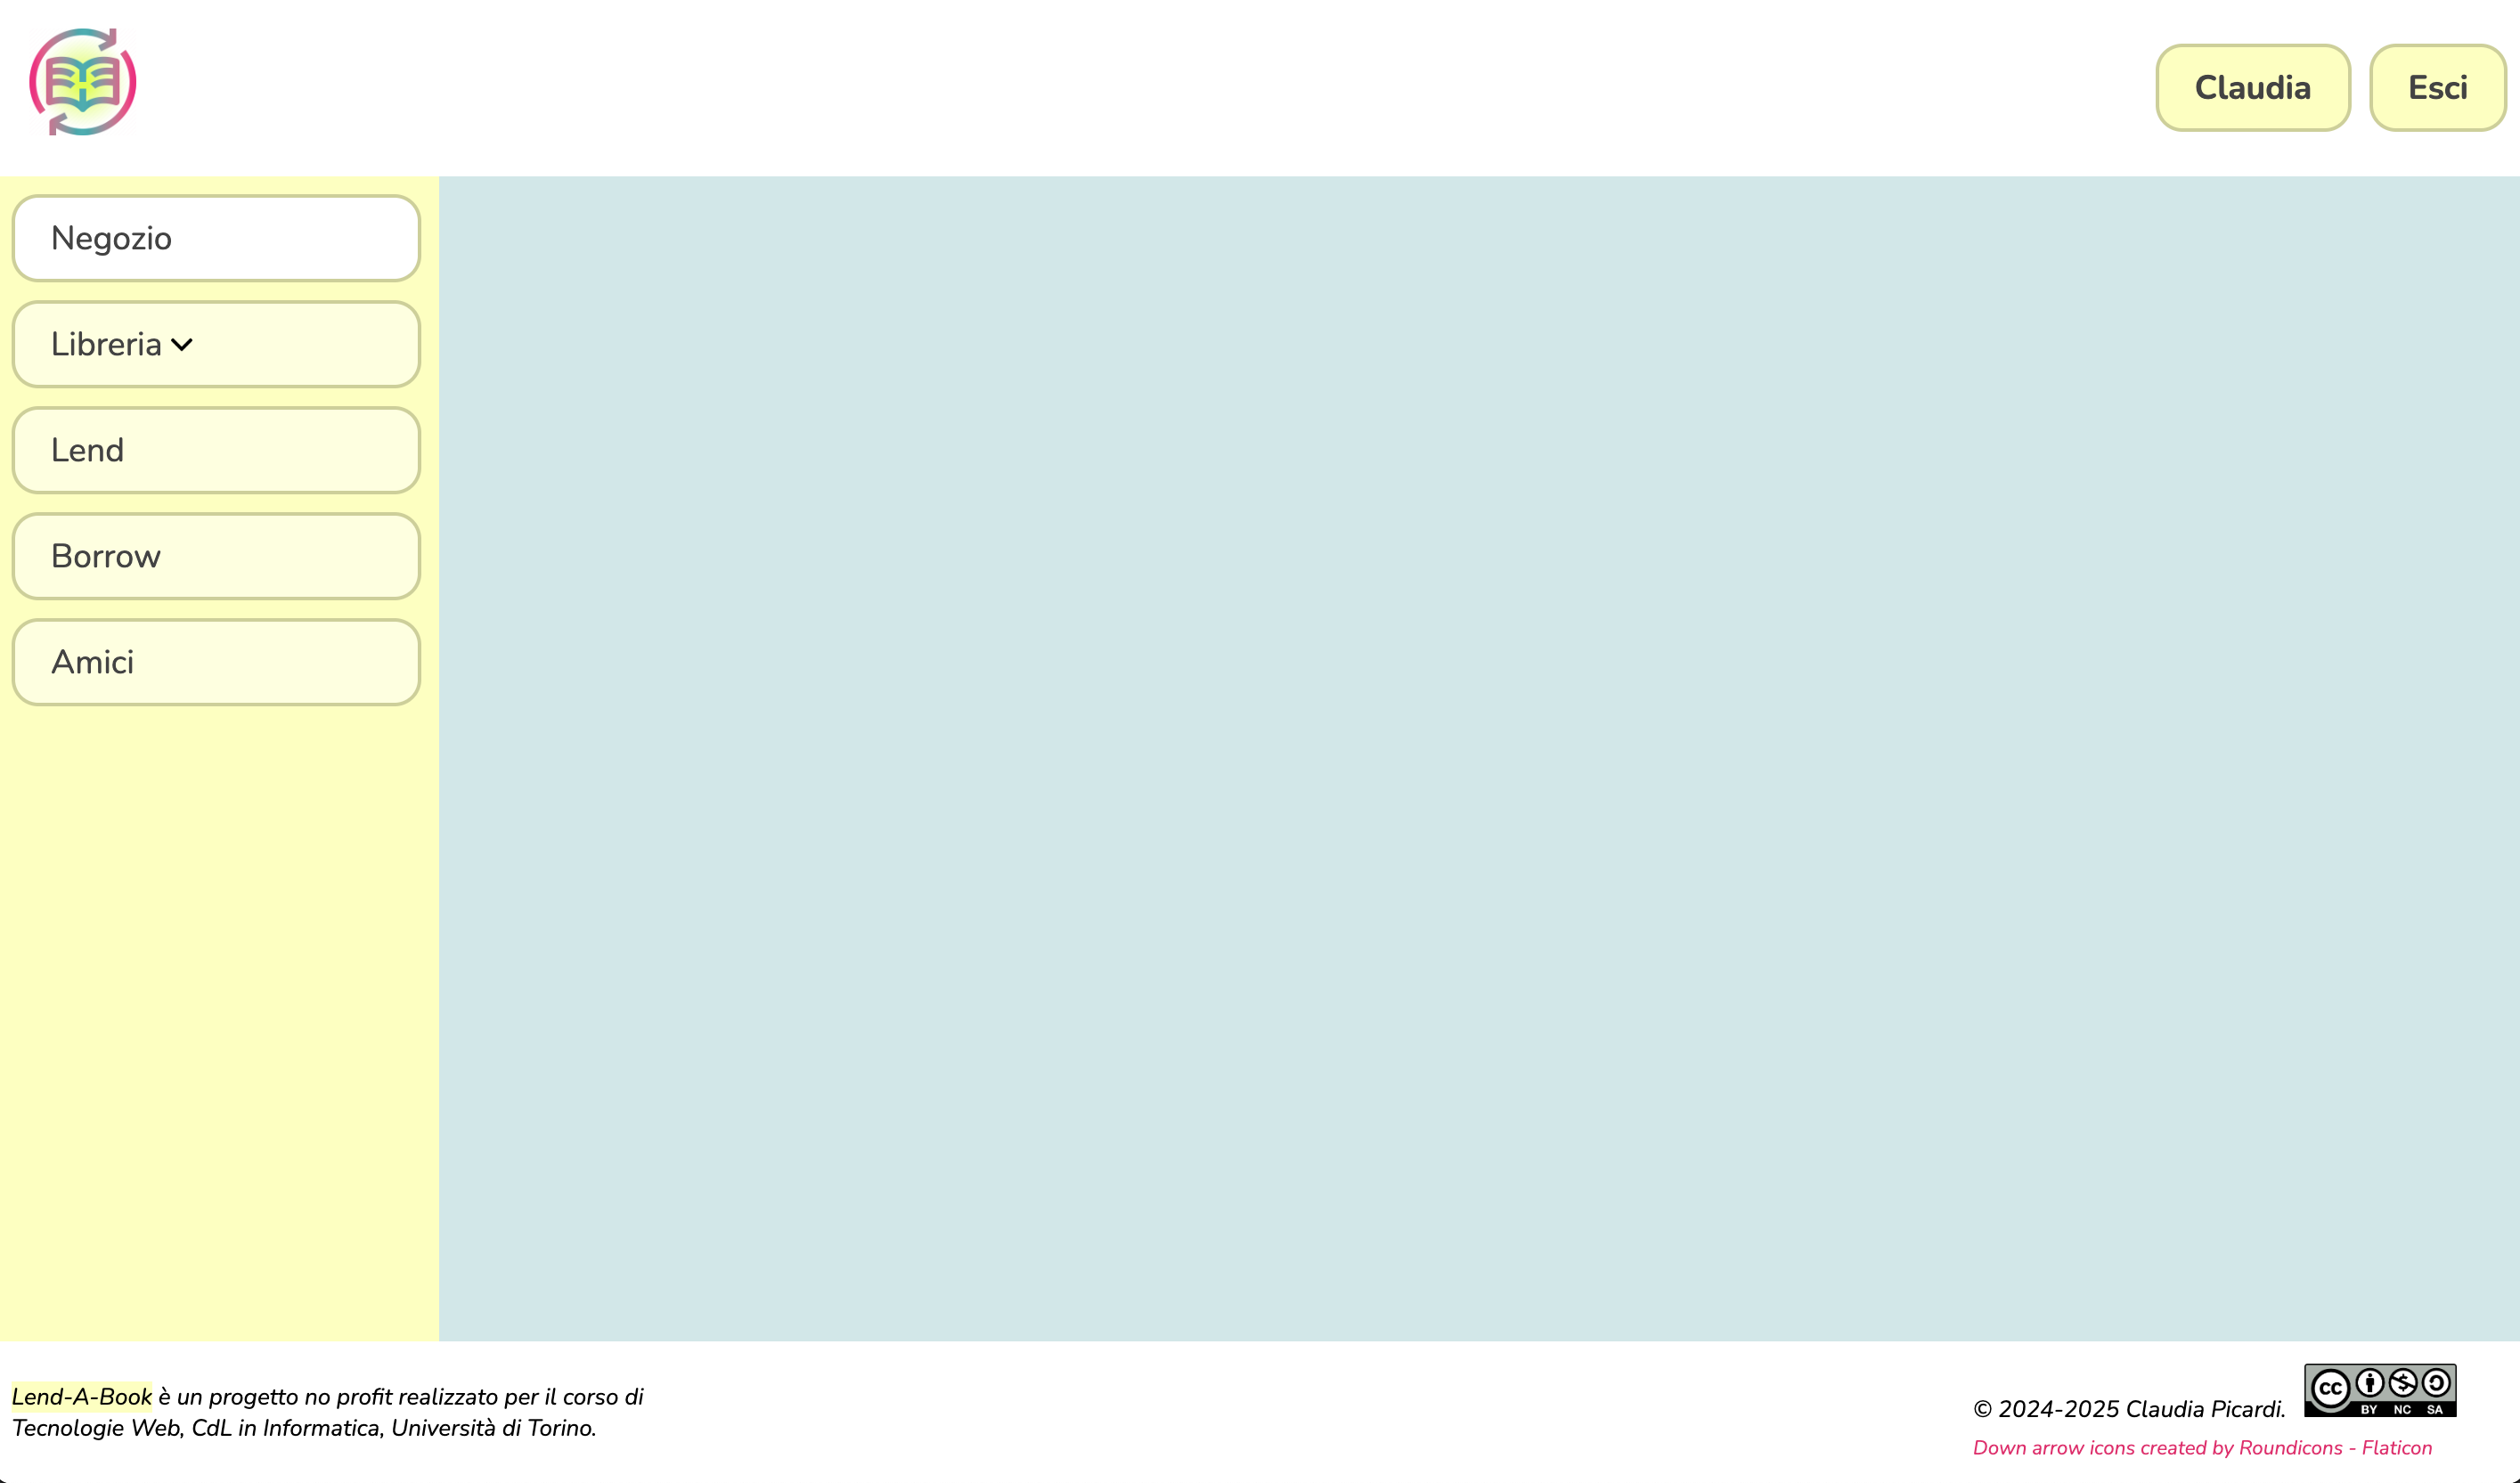 Claudia
Esci
Negozio
Libreria
Lend
Borrow
Amici
Lend-A-Book è un progetto no profit realizzato per il corso di
Tecnologie Web, CdL in Informatica, Università di Torino.
© 2024-2025 Claudia Picardi.
cc
BY NC SA
Down arrow icons created by Roundicons - Flaticon